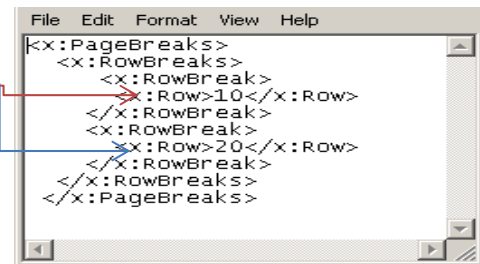 File Edit Format View Help
<x:PageBreaks>
<x:RowBreaks>
<x:RowBreak>
<x:Row>10</x:Row>
</x:RowBreak>
<x:RowBreak>
<x:Row>20</x:Row>
</x:RowBreak>
</x:RowBreaks>
</x:PageBreaks>